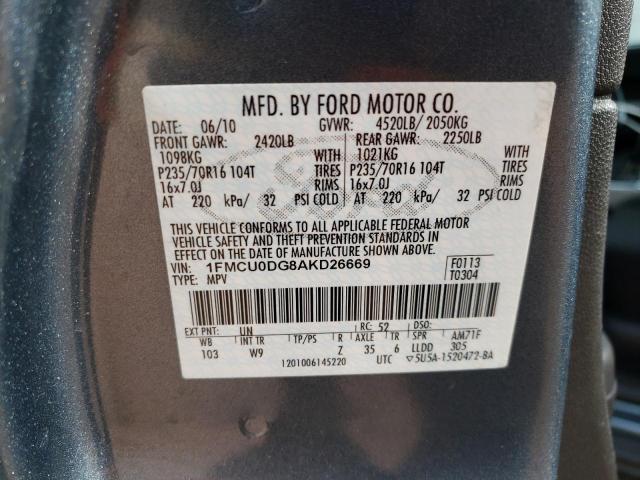 MFD. BY FORD MOTOR CO.
DATE: 06/10 GVWR: 4520LB/ 2050KG
FRONT GAWR: 2420LB REAR GAWR: 2250LB
1098KG WITH 1021KG WITH
P235/70R16 104T TIRES P235/70R16 104T TIRES
16x7.0J RIMS 16x7.0J RIMS
AT 220 kPa/ 32 PSI COLD AT 220 kPa/ 32 PSI COLD
THIS VEHICLE CONFORMS TO ALL APPLICABLE FEDERAL MOTOR
VEHICLE SAFETY AND THEFT PREVENTION STANDARDS IN
EFFECT ON THE DATE OF MANUFACTURE SHOWN ABOVE.
VIN: 1FMCU0DG8AKD26669 F0113
TYPE: MPV T0304
EXT PNT: UN RC: 52 DSO:
WB INT TR TP/PS R AXLE TR SPR AM71F
103 W9 Z 35 6 LLDD 305
1201006145220 UTC ▽5U5A-1520472-BA
Ford